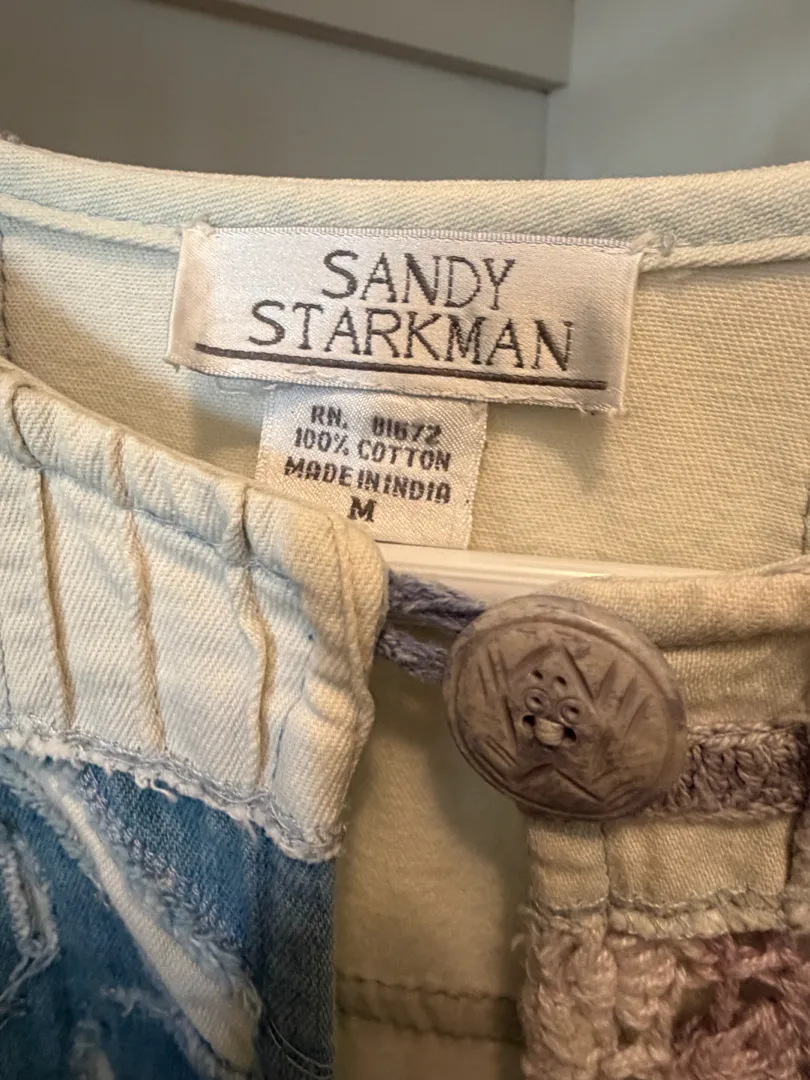 SANDY
STARKMAN
RN. 81672
100% COTTON
MADE IN INDIA
M